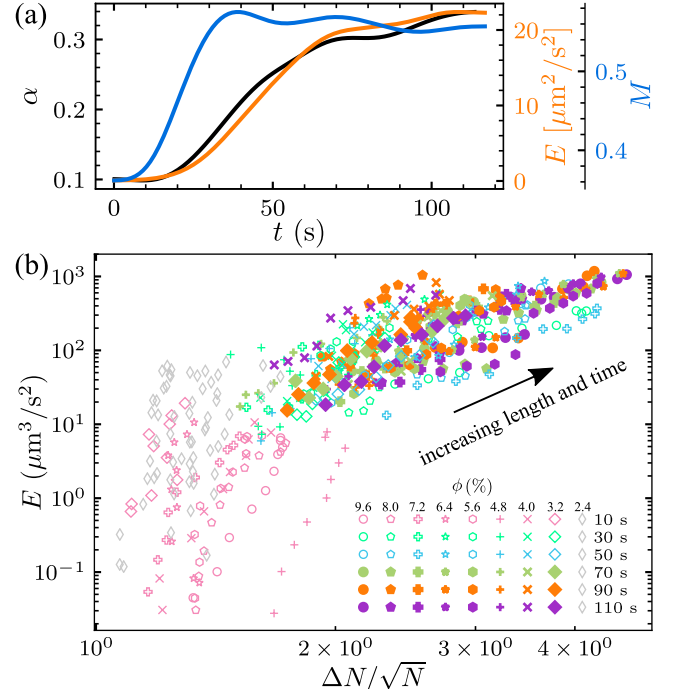 (a)
0.3
0.2
0.1
α
0
50
100
t (s)
20
10
0
E [μm²/s²]
0.5
0.4
M
(b)
10³
10²
10¹
10⁰
10⁻¹
E (μm³/s²)
increasing length and time
ϕ(%)
9.6 8.0 7.2 6.4 5.6 4.8 4.0 3.2 2.4
10 s
30 s
50 s
70 s
90 s
110 s
10⁰
2 × 10⁰
3 × 10⁰
4 × 10⁰
ΔN/√N